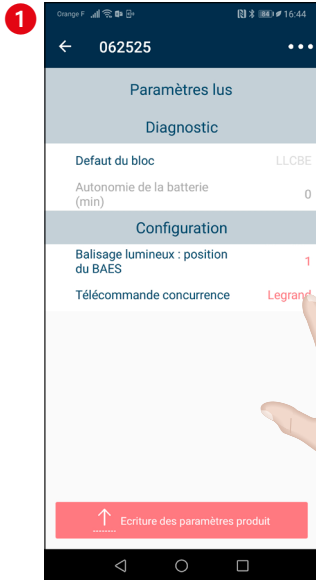 1
Orange F 84 16:44
062525
Paramètres lus
Diagnostic
Defaut du bloc LLCBE
Autonomie de la batterie
(min) 0
Configuration
Balisage lumineux : position
du BAES 1
Télécommande concurrence Legrand
Ecriture des paramètres produit